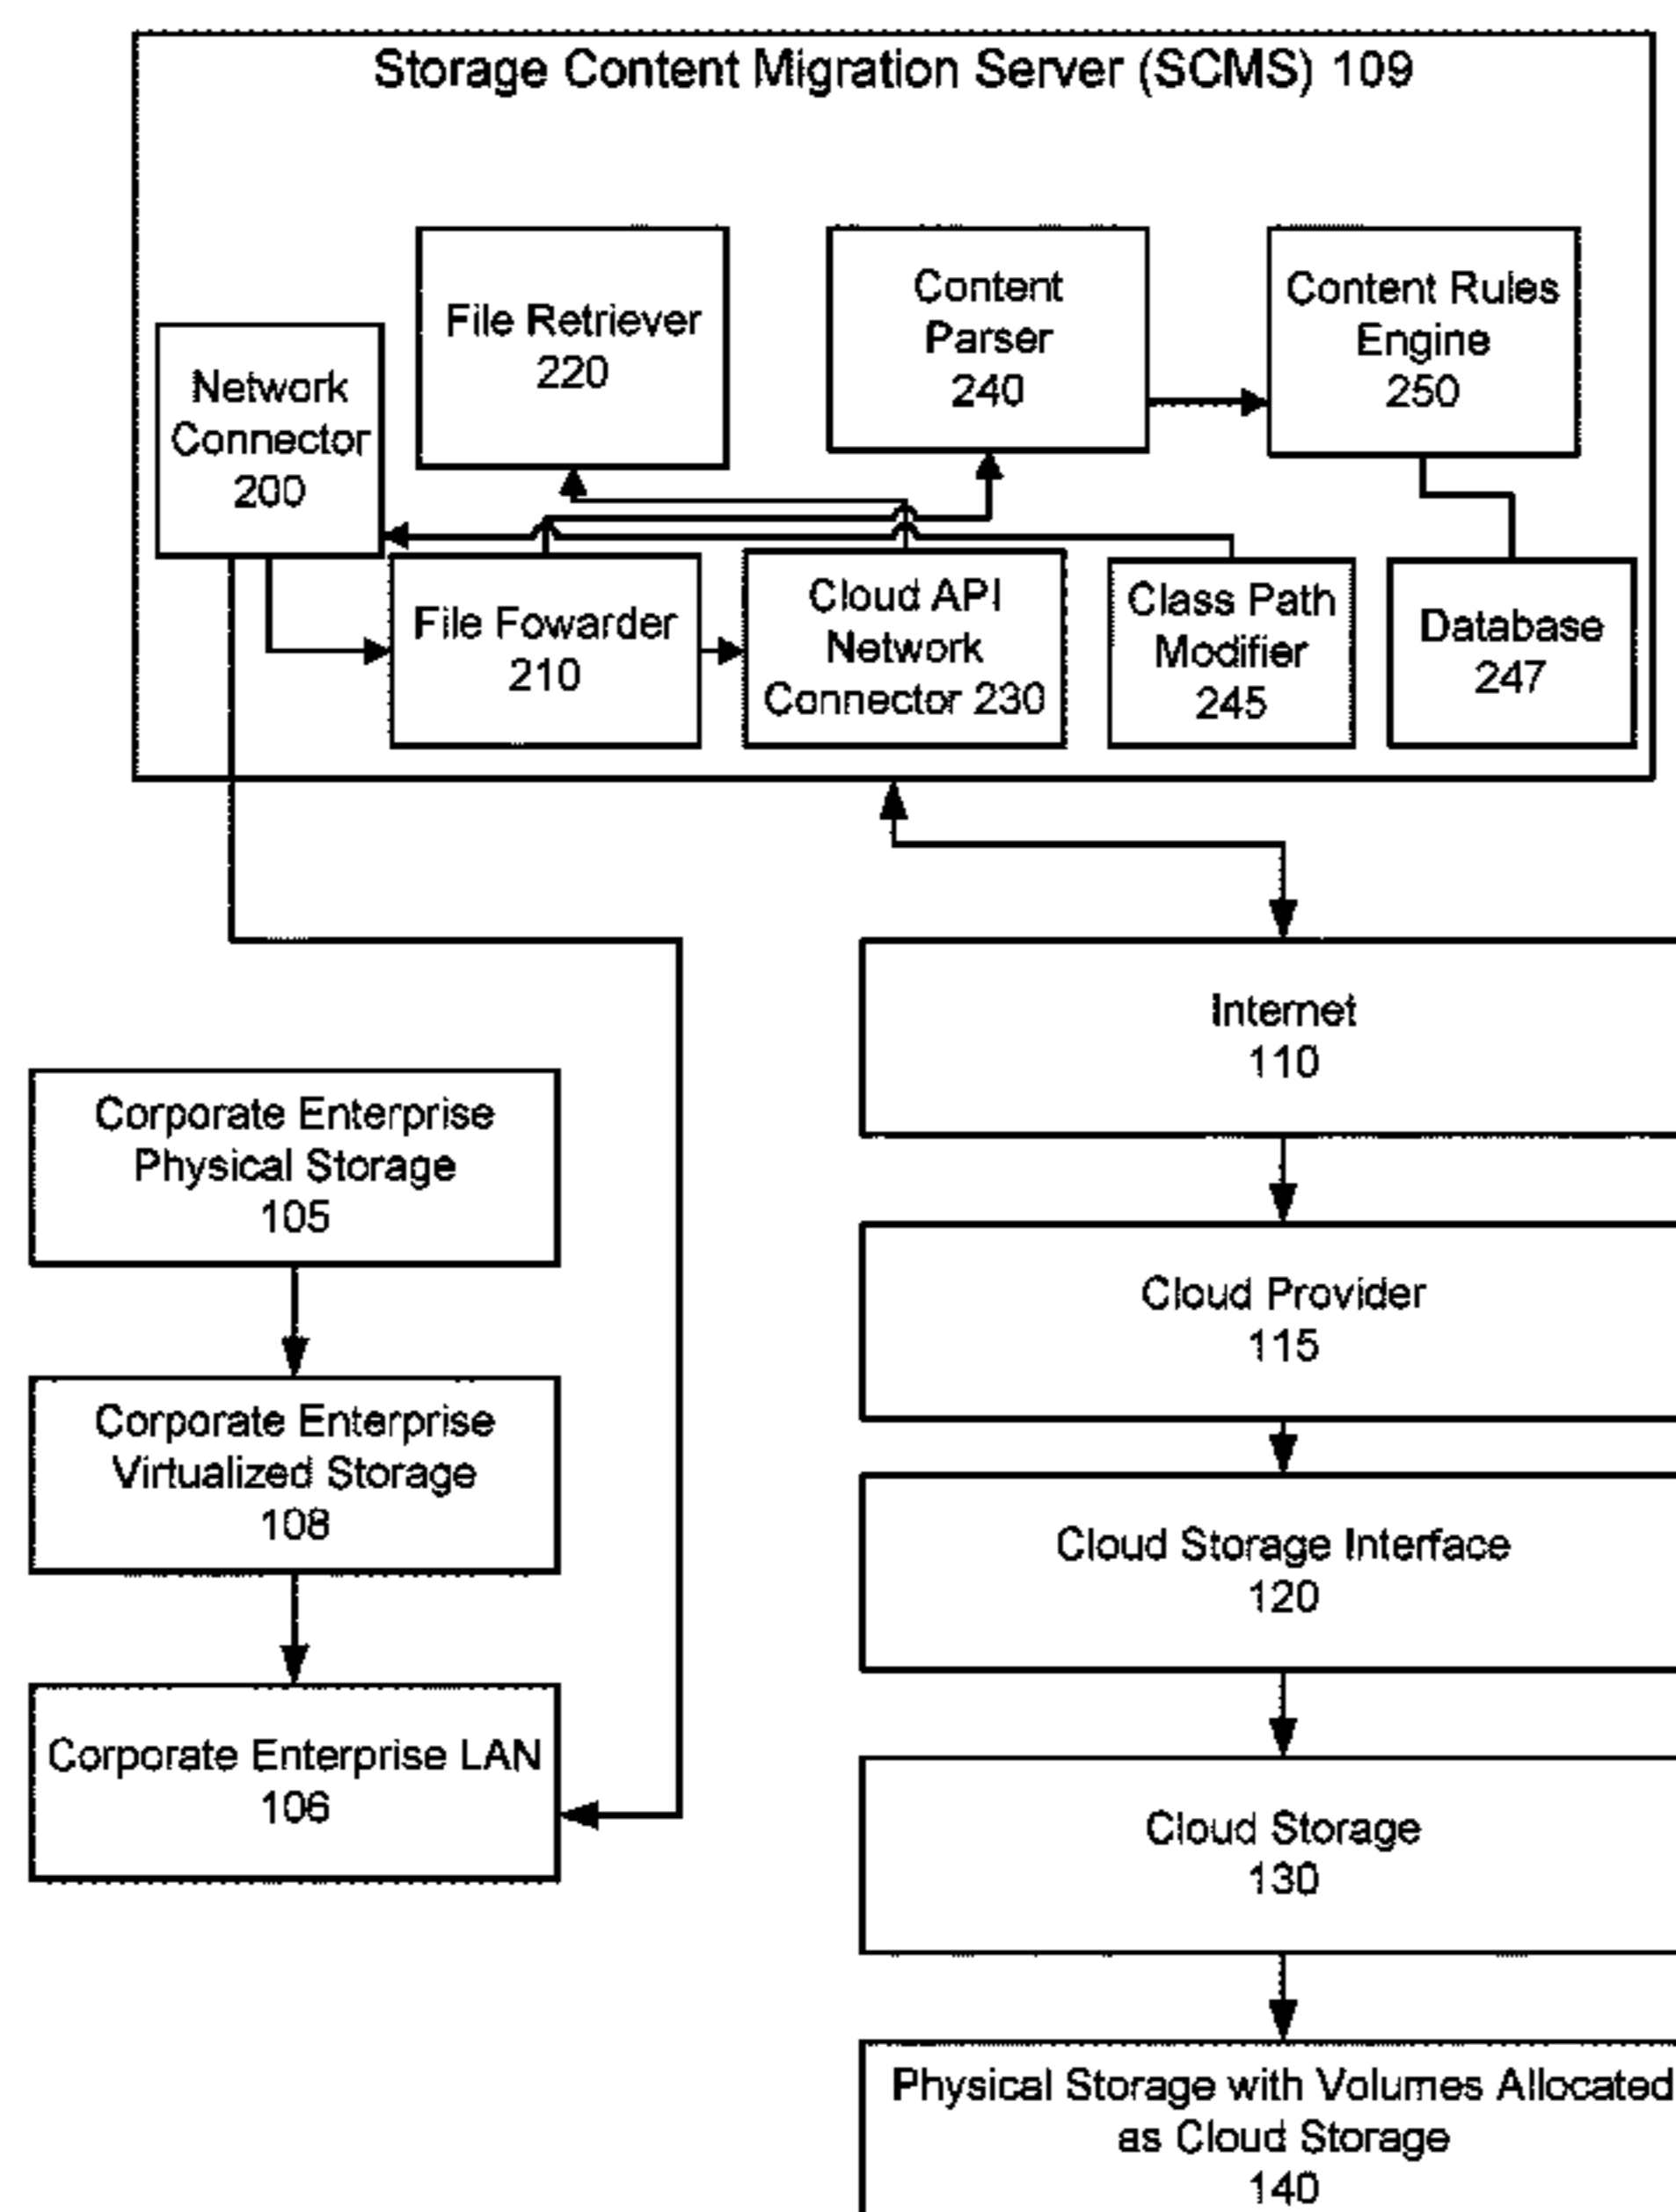 Storage Content Migration Server (SCMS) 109
Network
Connector
200
File Retriever
220
Content
Parser
240
Content Rules
Engine
250
File Fowarder
210
Cloud API
Network
Connector 230
Class Path
Modifier
245
Database
247
Internet
110
Corporate Enterprise
Physical Storage
105
Cloud Provider
115
Corporate Enterprise
Virtualized Storage
108
Cloud Storage Interface
120
Corporate Enterprise LAN
106
Cloud Storage
130
Physical Storage with Volumes Allocated
as Cloud Storage
140